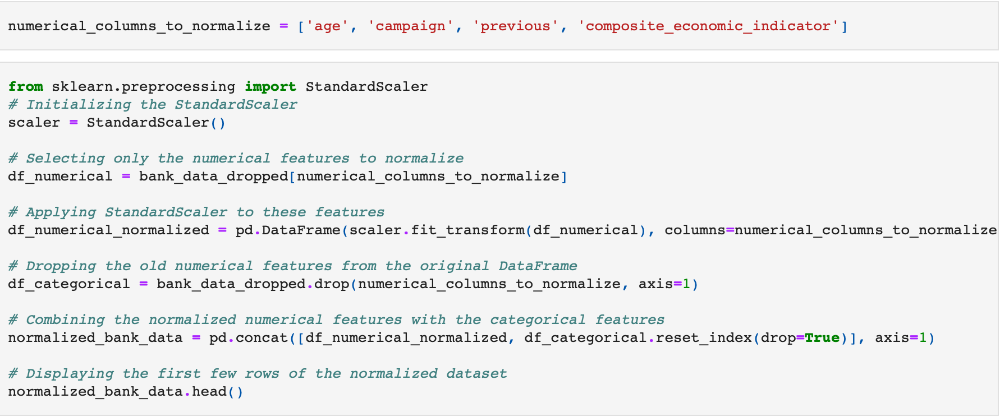 numerical_columns_to_normalize = ['age', 'campaign', 'previous', 'composite_economic_indicator']
from sklearn.preprocessing import StandardScaler
# Initializing the StandardScaler
scaler = StandardScaler()
# Selecting only the numerical features to normalize
df_numerical = bank_data_dropped[numerical_columns_to_normalize]
# Applying StandardScaler to these features
df_numerical_normalized = pd.DataFrame(scaler.fit_transform(df_numerical), columns=numerical_columns_to_normalize
# Dropping the old numerical features from the original DataFrame
df_categorical = bank_data_dropped.drop(numerical_columns_to_normalize, axis=1)
# Combining the normalized numerical features with the categorical features
normalized_bank_data = pd.concat([df_numerical_normalized, df_categorical.reset_index(drop=True)], axis=1)
# Displaying the first few rows of the normalized dataset
normalized_bank_data.head()